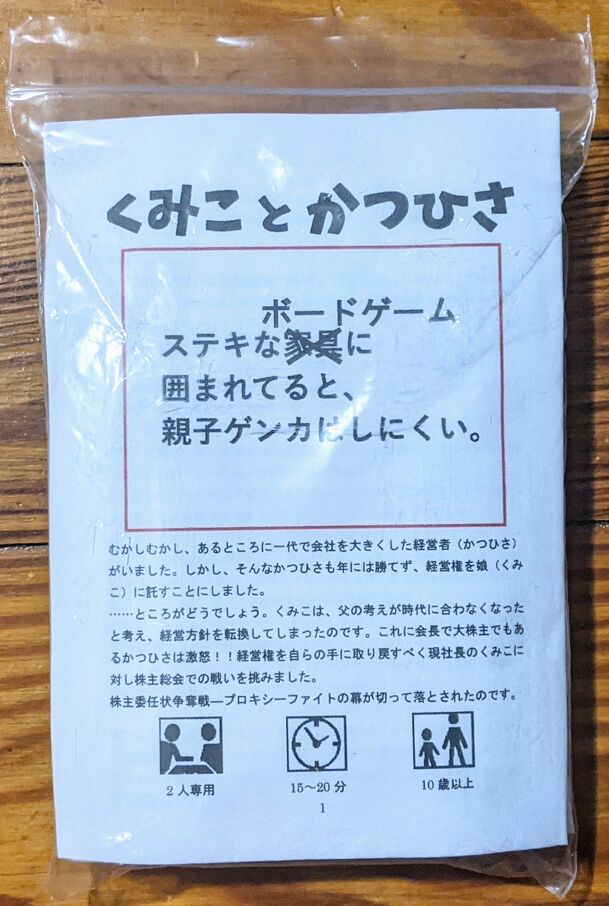 くみことかつひさ
ボードゲーム
ステキな家具に
囲まれてると、
親子ゲンカはしにくい。
むかしむかし、あるところに一代で会社を大きくした経営者（かつひさ）
がいました。しかし、そんなかつひさも年には勝てず、経営権を娘（くみ
こ）に託すことにしました。
……ところがどうでしょう。くみこは、父の考えが時代に合わなくなった
と考え、経営方針を転換してしまったのです。これに会長で大株主でもあ
るかつひさは激怒！！経営権を自らの手に取り戻すべく現社長のくみこに
対し株主総会での戦いを挑みました。
株主委任状争奪戦―プロキシーファイトの幕が切って落とされたのです。
2人専用
15～20分
10歳以上
1